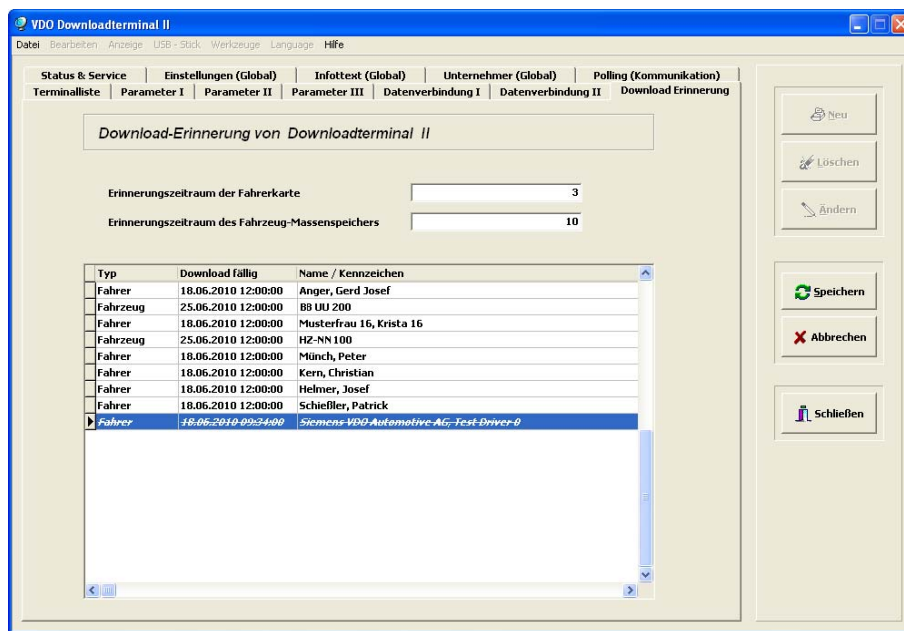 VDO Downloadterminal II
Datei Bearbeiten Anzeige USB - Stick Werkzeuge Language Hilfe
Status & Service Einstellungen (Global) Infottext (Global) Unternehmer (Global) Polling (Kommunikation)
Terminalliste Parameter I Parameter II Parameter III Datenverbindung I Datenverbindung II Download Erinnerung
Download-Erinnerung von Downloadterminal II
Erinnerungszeitraum der Fahrerkarte 3
Erinnerungszeitraum des Fahrzeug-Massenspeichers 10
Typ Download fällig Name / Kennzeichen
Fahrer 18.06.2010 12:00:00 Anger, Gerd Josef
Fahrzeug 25.06.2010 12:00:00 BB UU 200
Fahrer 18.06.2010 12:00:00 Musterfrau 16, Krista 16
Fahrzeug 25.06.2010 12:00:00 HZ-NN 100
Fahrer 18.06.2010 12:00:00 Münch, Peter
Fahrer 18.06.2010 12:00:00 Kern, Christian
Fahrer 18.06.2010 12:00:00 Helmer, Josef
Fahrer 18.06.2010 12:00:00 Schießler, Patrick
Fahrer 18.06.2010 09:34:00 Siemens VDO Automotive AG, Test Driver 0
Neu
Löschen
Ändern
Speichern
Abbrechen
Schließen